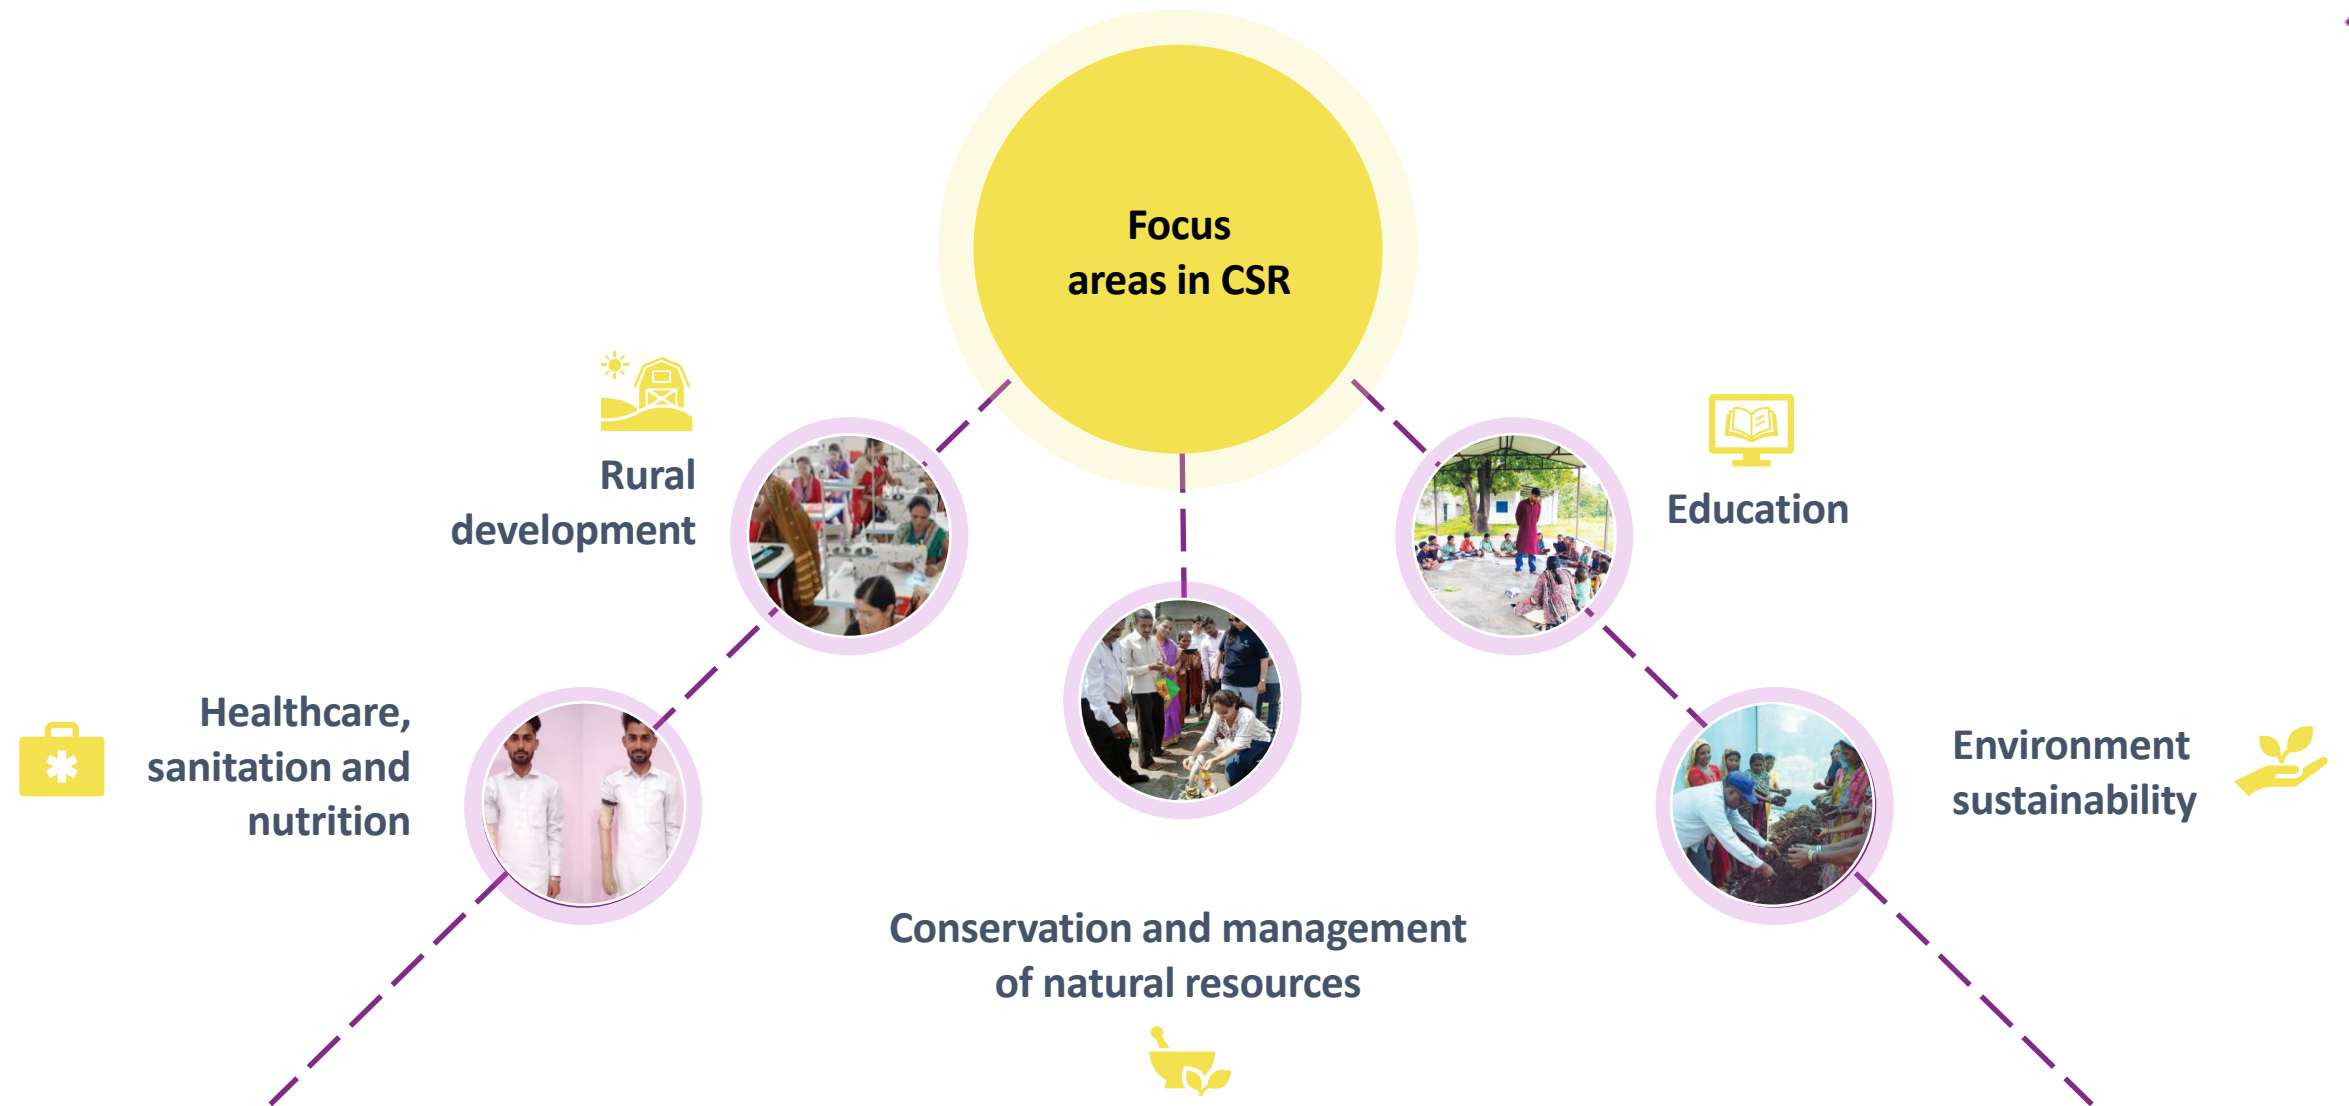 Focus
areas in CSR
Rural
development
Education
Healthcare,
sanitation and
nutrition
Environment
sustainability
Conservation and management
of natural resources